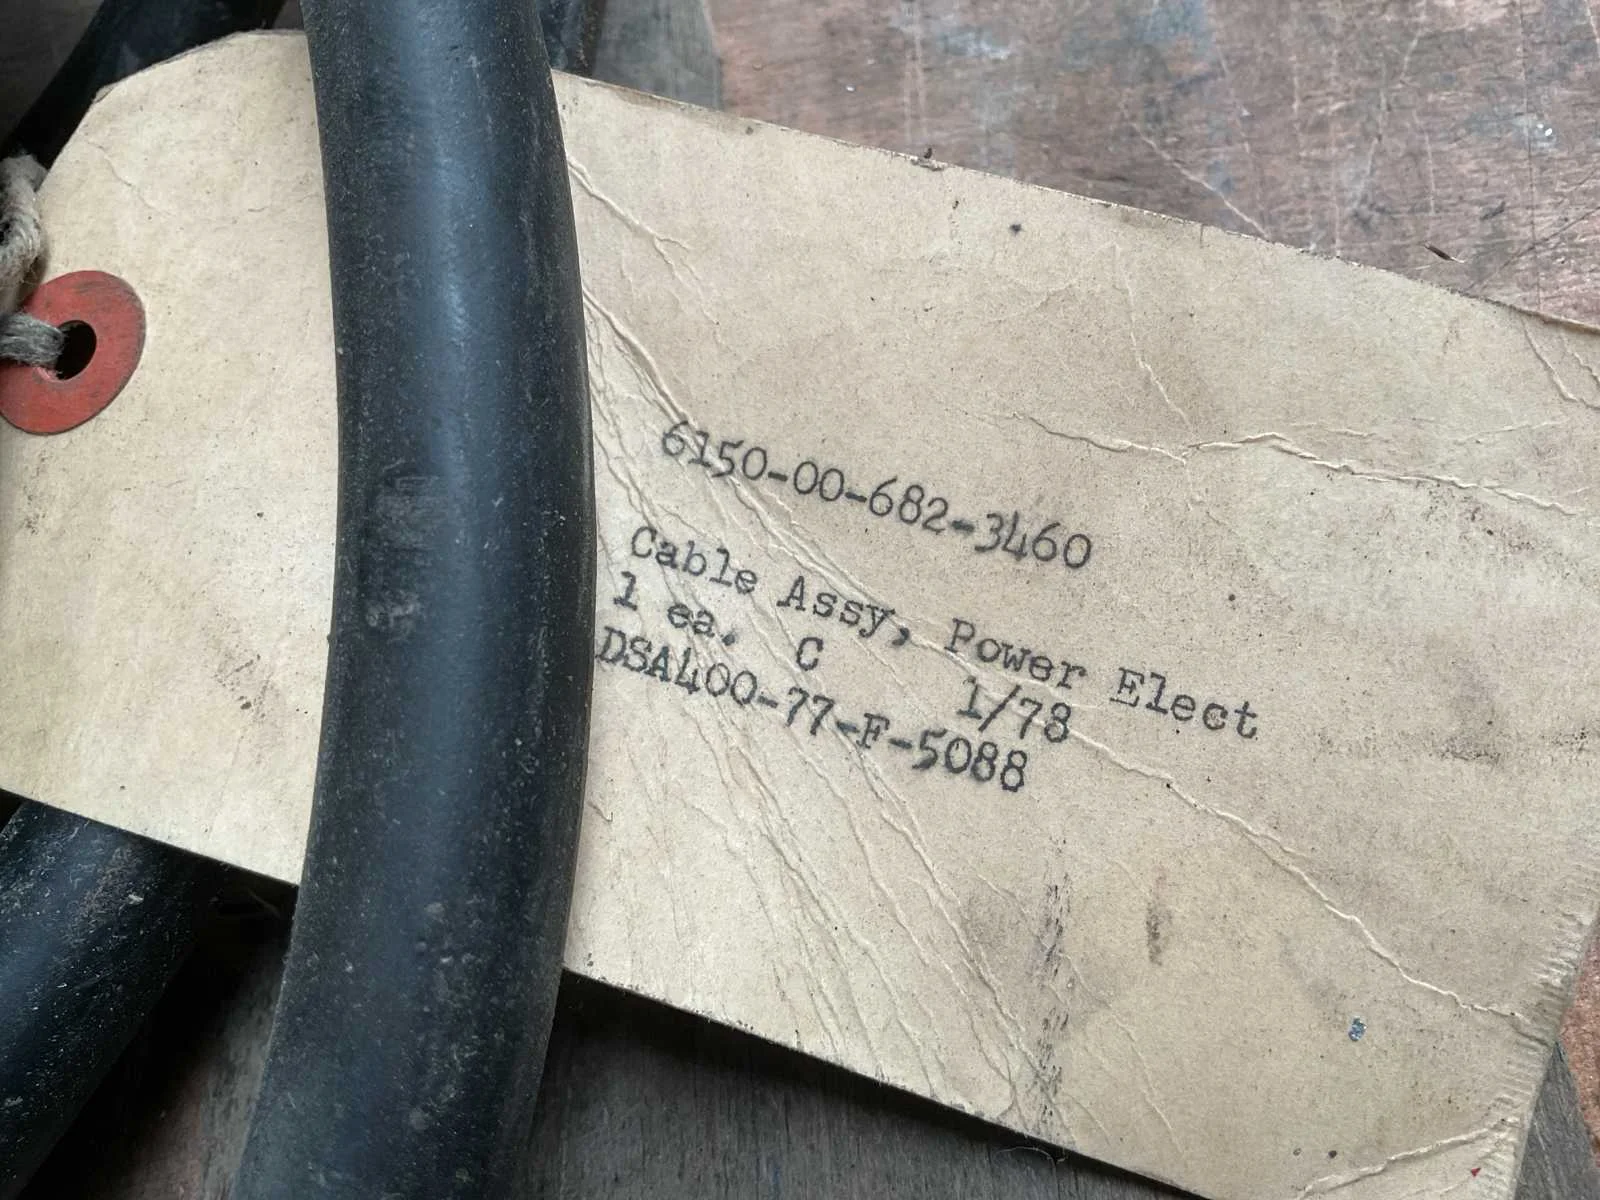 6150-00-682-3460
Cable Assy, Power Elect
1 ea. C 1/78
DSA400-77-F-5088